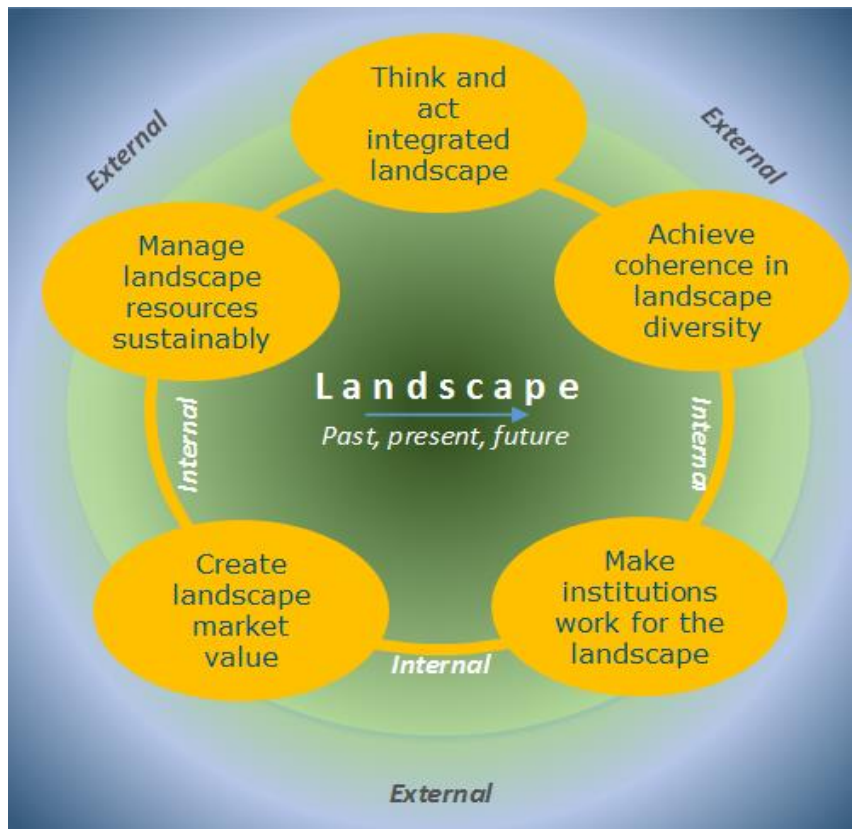 Think and
act
integrated
landscape
External
External
Manage
landscape
resources
sustainably
Achieve
coherence in
landscape
diversity
Landscape
Past, present, future
Internal
Internal
Create
landscape
market
value
Make
institutions
work for the
landscape
Internal
External